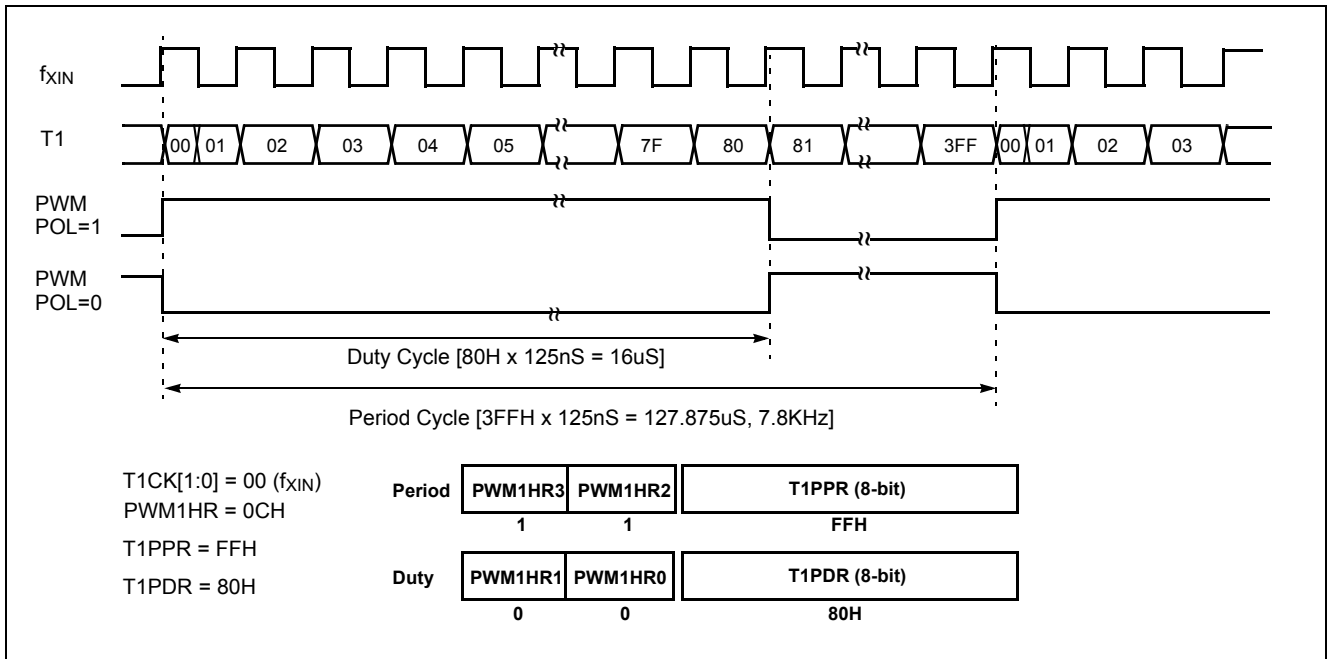 fXIN
T1 00 01 02 03 04 05 7F 80 81 3FF 00 01 02 03
PWM
POL=1
PWM
POL=0
Duty Cycle [80H x 125nS = 16uS]
Period Cycle [3FFH x 125nS = 127.875uS, 7.8KHz]
T1CK[1:0] = 00 (fXIN)
PWM1HR = 0CH
T1PPR = FFH
T1PDR = 80H
Period PWM1HR3 PWM1HR2 T1PPR (8-bit)
1 1 FFH
Duty PWM1HR1 PWM1HR0 T1PDR (8-bit)
0 0 80H